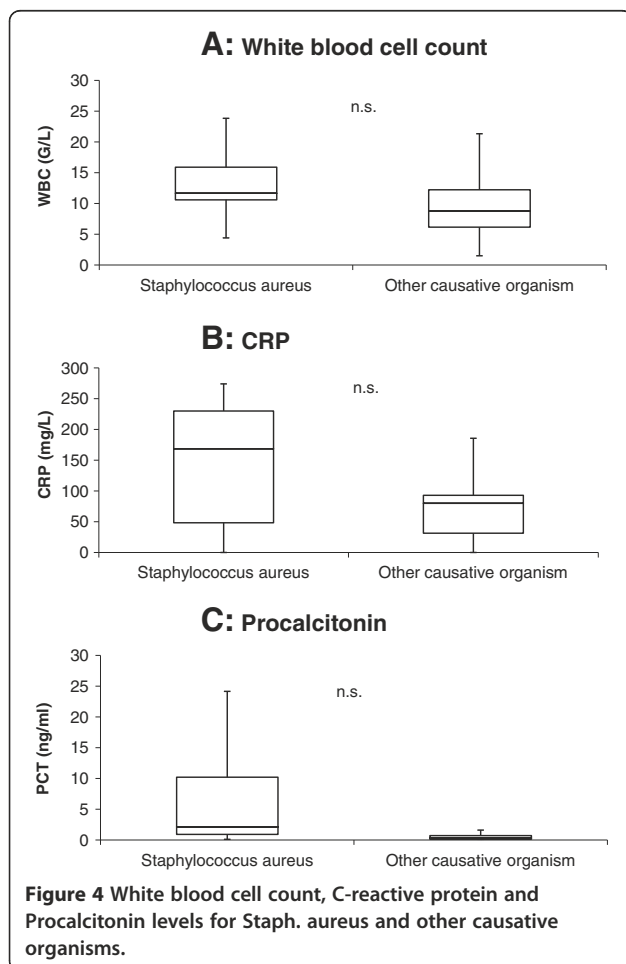 A: White blood cell count
30
25
20
15
10
5
0
WBC (G/L)
n.s.
Staphylococcus aureus Other causative organism
B: CRP
300
250
200
150
100
50
0
CRP (mg/L)
n.s.
Staphylococcus aureus Other causative organism
C: Procalcitonin
30
25
20
15
10
5
0
PCT (ng/ml)
n.s.
Staphylococcus aureus Other causative organism
Figure 4 White blood cell count, C-reactive protein and
Procalcitonin levels for Staph. aureus and other causative
organisms.